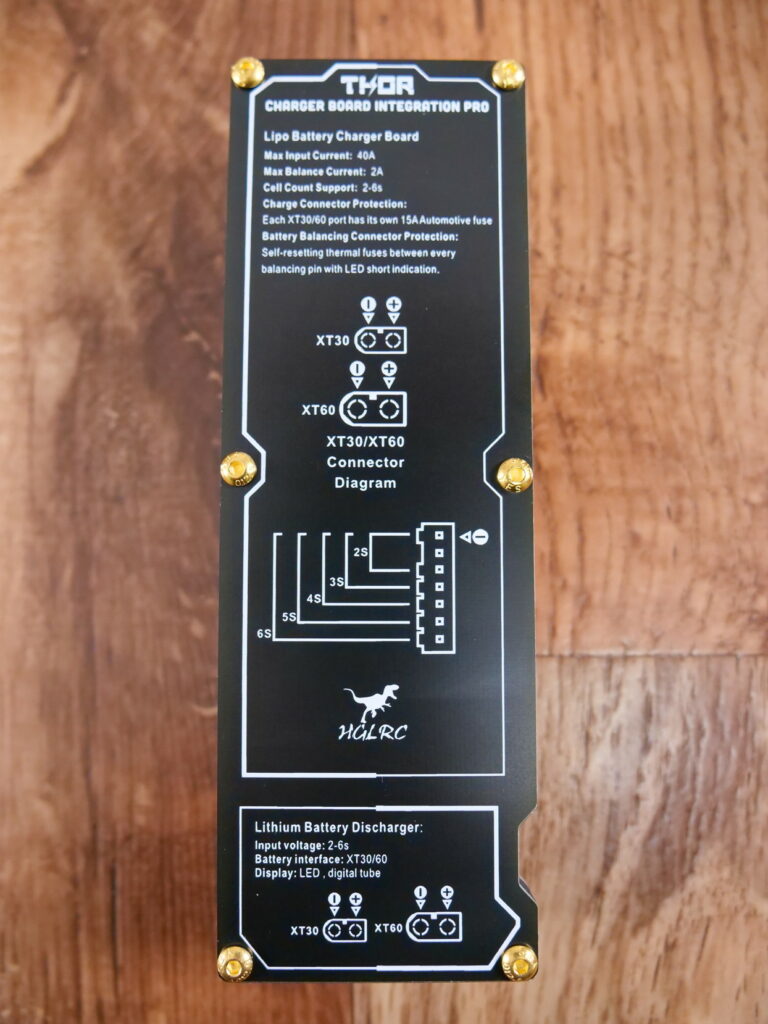 THOR
CHARGER BOARD INTEGRATION PRO
Lipo Battery Charger Board
Max Input Current: 40A
Max Balance Current: 2A
Cell Count Support: 2-6s
Charge Connector Protection:
Each XT30/60 port has its own 15A Automotive fuse
Battery Balancing Connector Protection:
Self-resetting thermal fuses between every
balancing pin with LED short indication.
XT30
XT60
XT30/XT60
Connector
Diagram
2S
3S
4S
5S
6S
HGLRC
Lithium Battery Discharger:
Input voltage: 2-6s
Battery interface: XT30/60
Display: LED , digital tube
XT30 XT60